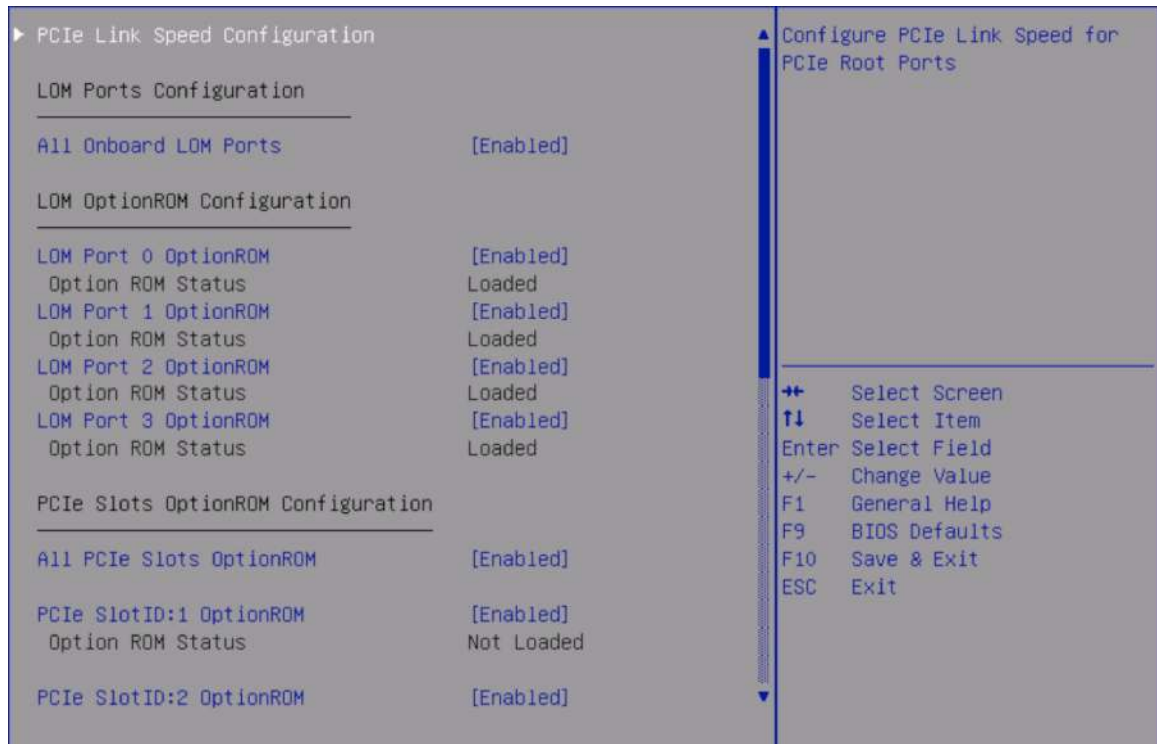 PCIe Link Speed Configuration
LOM Ports Configuration
All Onboard LOM Ports [Enabled]
LOM OptionROM Configuration
LOM Port 0 OptionROM [Enabled]
Option ROM Status Loaded
LOM Port 1 OptionROM [Enabled]
Option ROM Status Loaded
LOM Port 2 OptionROM [Enabled]
Option ROM Status Loaded
LOM Port 3 OptionROM [Enabled]
Option ROM Status Loaded
PCIe Slots OptionROM Configuration
All PCIe Slots OptionROM [Enabled]
PCIe SlotID:1 OptionROM [Enabled]
Option ROM Status Not Loaded
PCIe SlotID:2 OptionROM [Enabled]
Configure PCIe Link Speed for
PCIe Root Ports
→← Select Screen
↑↓ Select Item
Enter Select Field
+/- Change Value
F1 General Help
F9 BIOS Defaults
F10 Save & Exit
ESC Exit